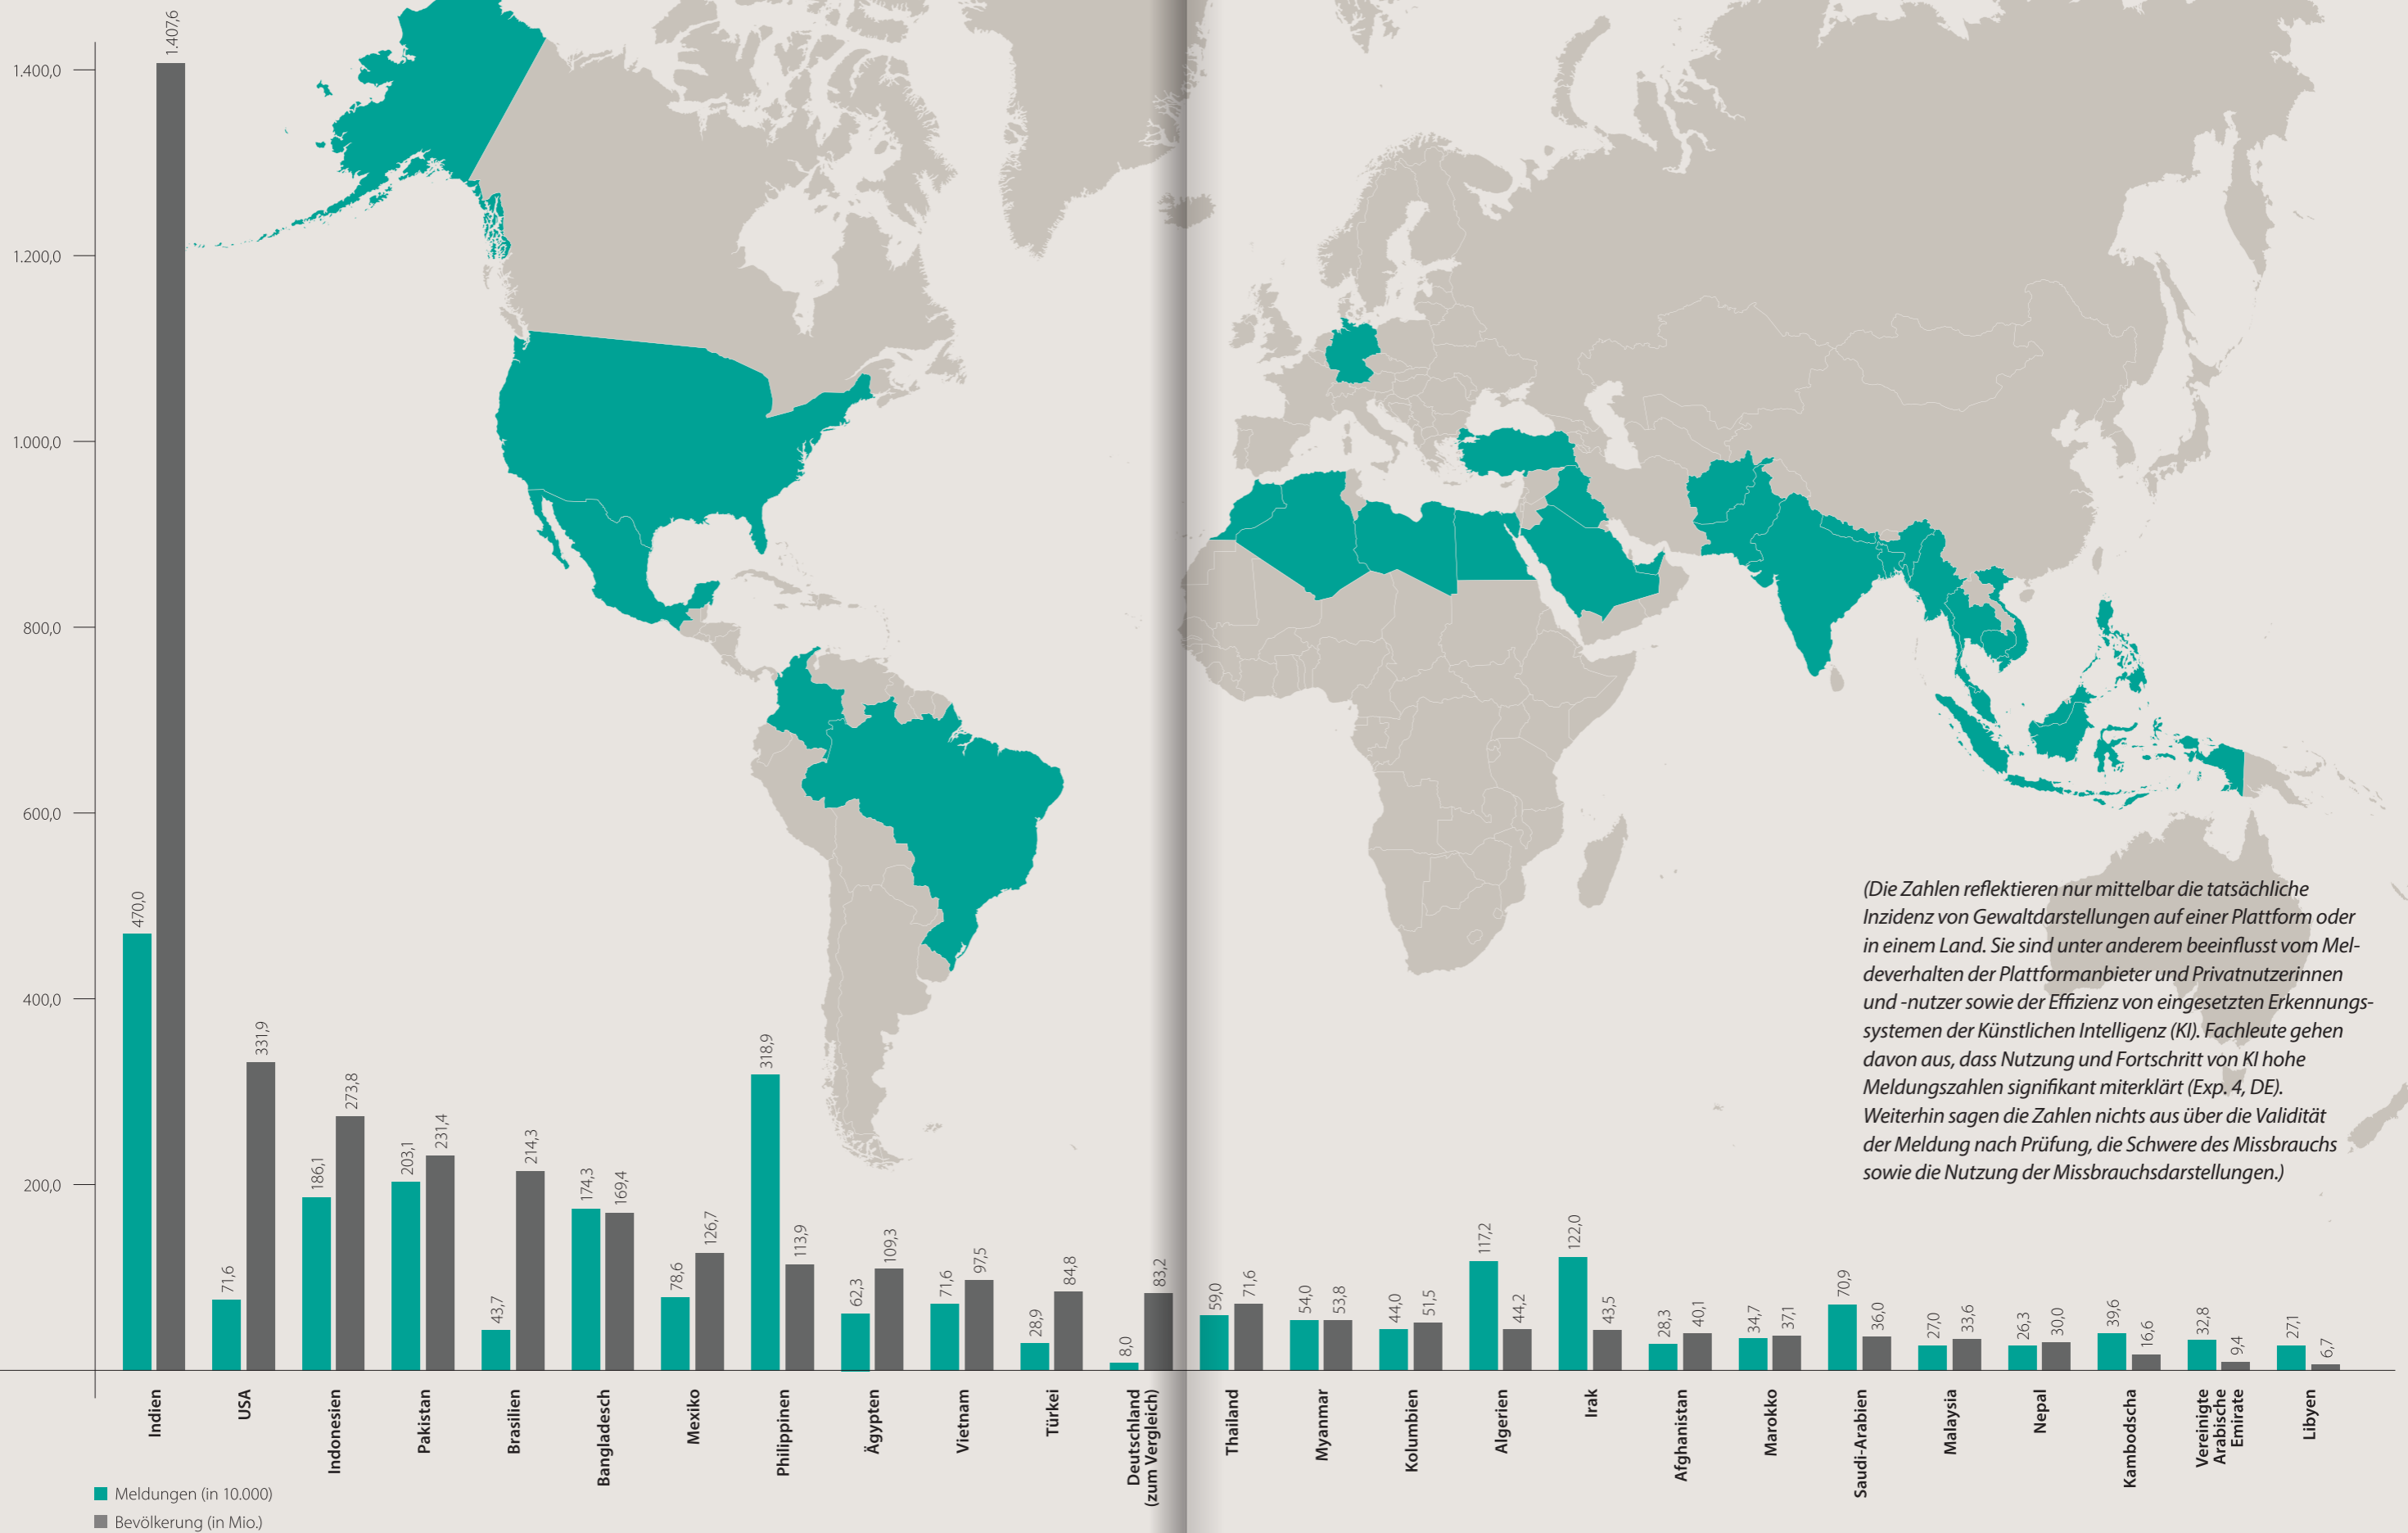 1.400,0
1.200,0
1.000,0
800,0
600,0
400,0
200,0
470,0
1.407,6
71,6
331,9
186,1
273,8
203,1
231,4
43,7
214,3
174,3
169,4
78,6
126,7
318,9
113,9
62,3
109,3
71,6
97,5
28,9
84,8
8,0
83,2
59,0
71,6
54,0
53,8
44,0
51,5
117,2
44,2
122,0
43,5
28,3
40,1
34,7
37,1
70,9
36,0
27,0
33,6
26,3
30,0
39,6
16,6
32,8
9,4
27,1
6,7
(Die Zahlen reflektieren nur mittelbar die tatsächliche
Inzidenz von Gewaltdarstellungen auf einer Plattform oder
in einem Land. Sie sind unter anderem beeinflusst vom Mel-
deverhalten der Plattformanbieter und Privatnutzerinnen
und -nutzer sowie der Effizienz von eingesetzten Erkennungs-
systemen der Künstlichen Intelligenz (KI). Fachleute gehen
davon aus, dass Nutzung und Fortschritt von KI hohe
Meldungszahlen signifikant miterklärt (Exp. 4, DE).
Weiterhin sagen die Zahlen nichts aus über die Validität
der Meldung nach Prüfung, die Schwere des Missbrauchs
sowie die Nutzung der Missbrauchsdarstellungen.)
Indien
USA
Indonesien
Pakistan
Brasilien
Bangladesch
Mexiko
Philippinen
Ägypten
Vietnam
Türkei
Deutschland
(zum Vergleich)
Thailand
Myanmar
Kolumbien
Algerien
Irak
Afghanistan
Marokko
Saudi-Arabien
Malaysia
Nepal
Kambodscha
Vereinigte
Arabische
Emirate
Libyen
Meldungen (in 10.000)
Bevölkerung (in Mio.)